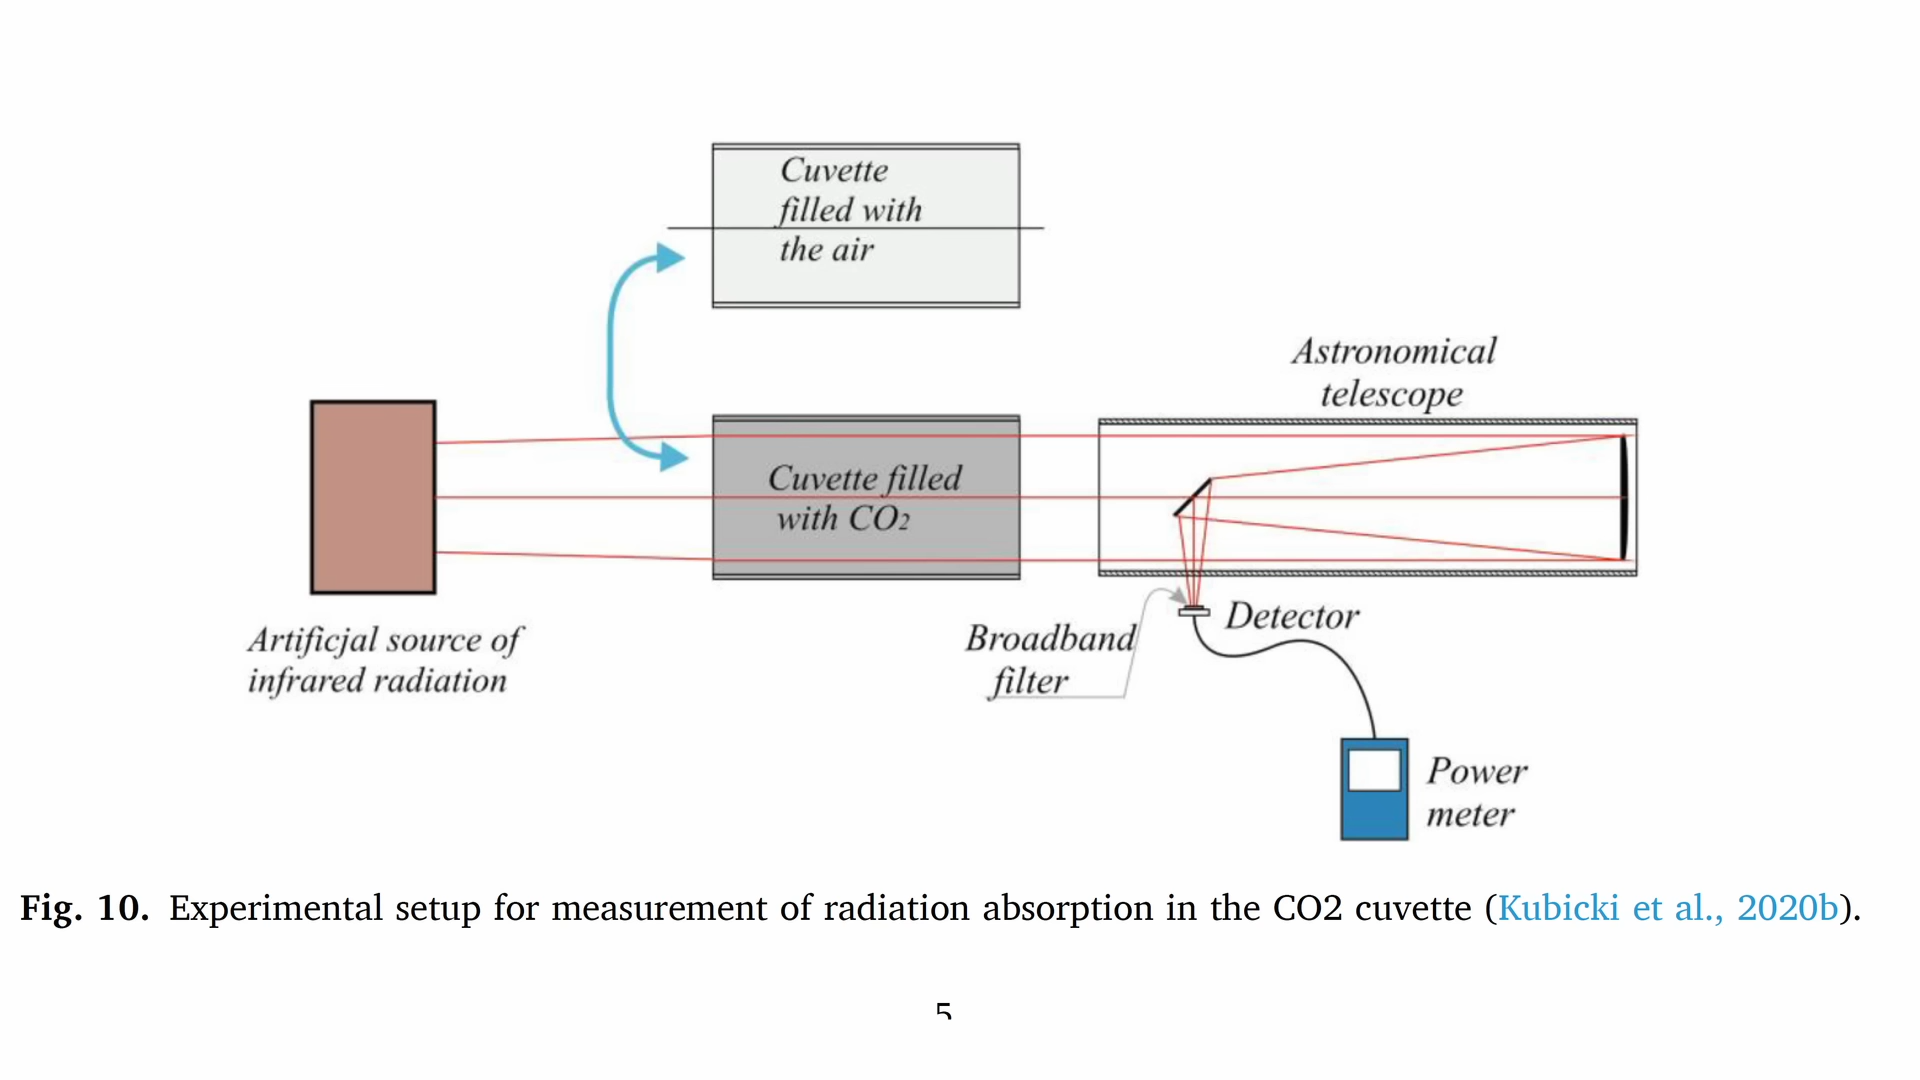 Cuvette
filled with
the air
Astronomical
telescope
Cuvette filled
with CO2
Artificjal source of
infrared radiation
Broadband
filter
Detector
Power
meter
Fig. 10. Experimental setup for measurement of radiation absorption in the CO2 cuvette (Kubicki et al., 2020b).
5